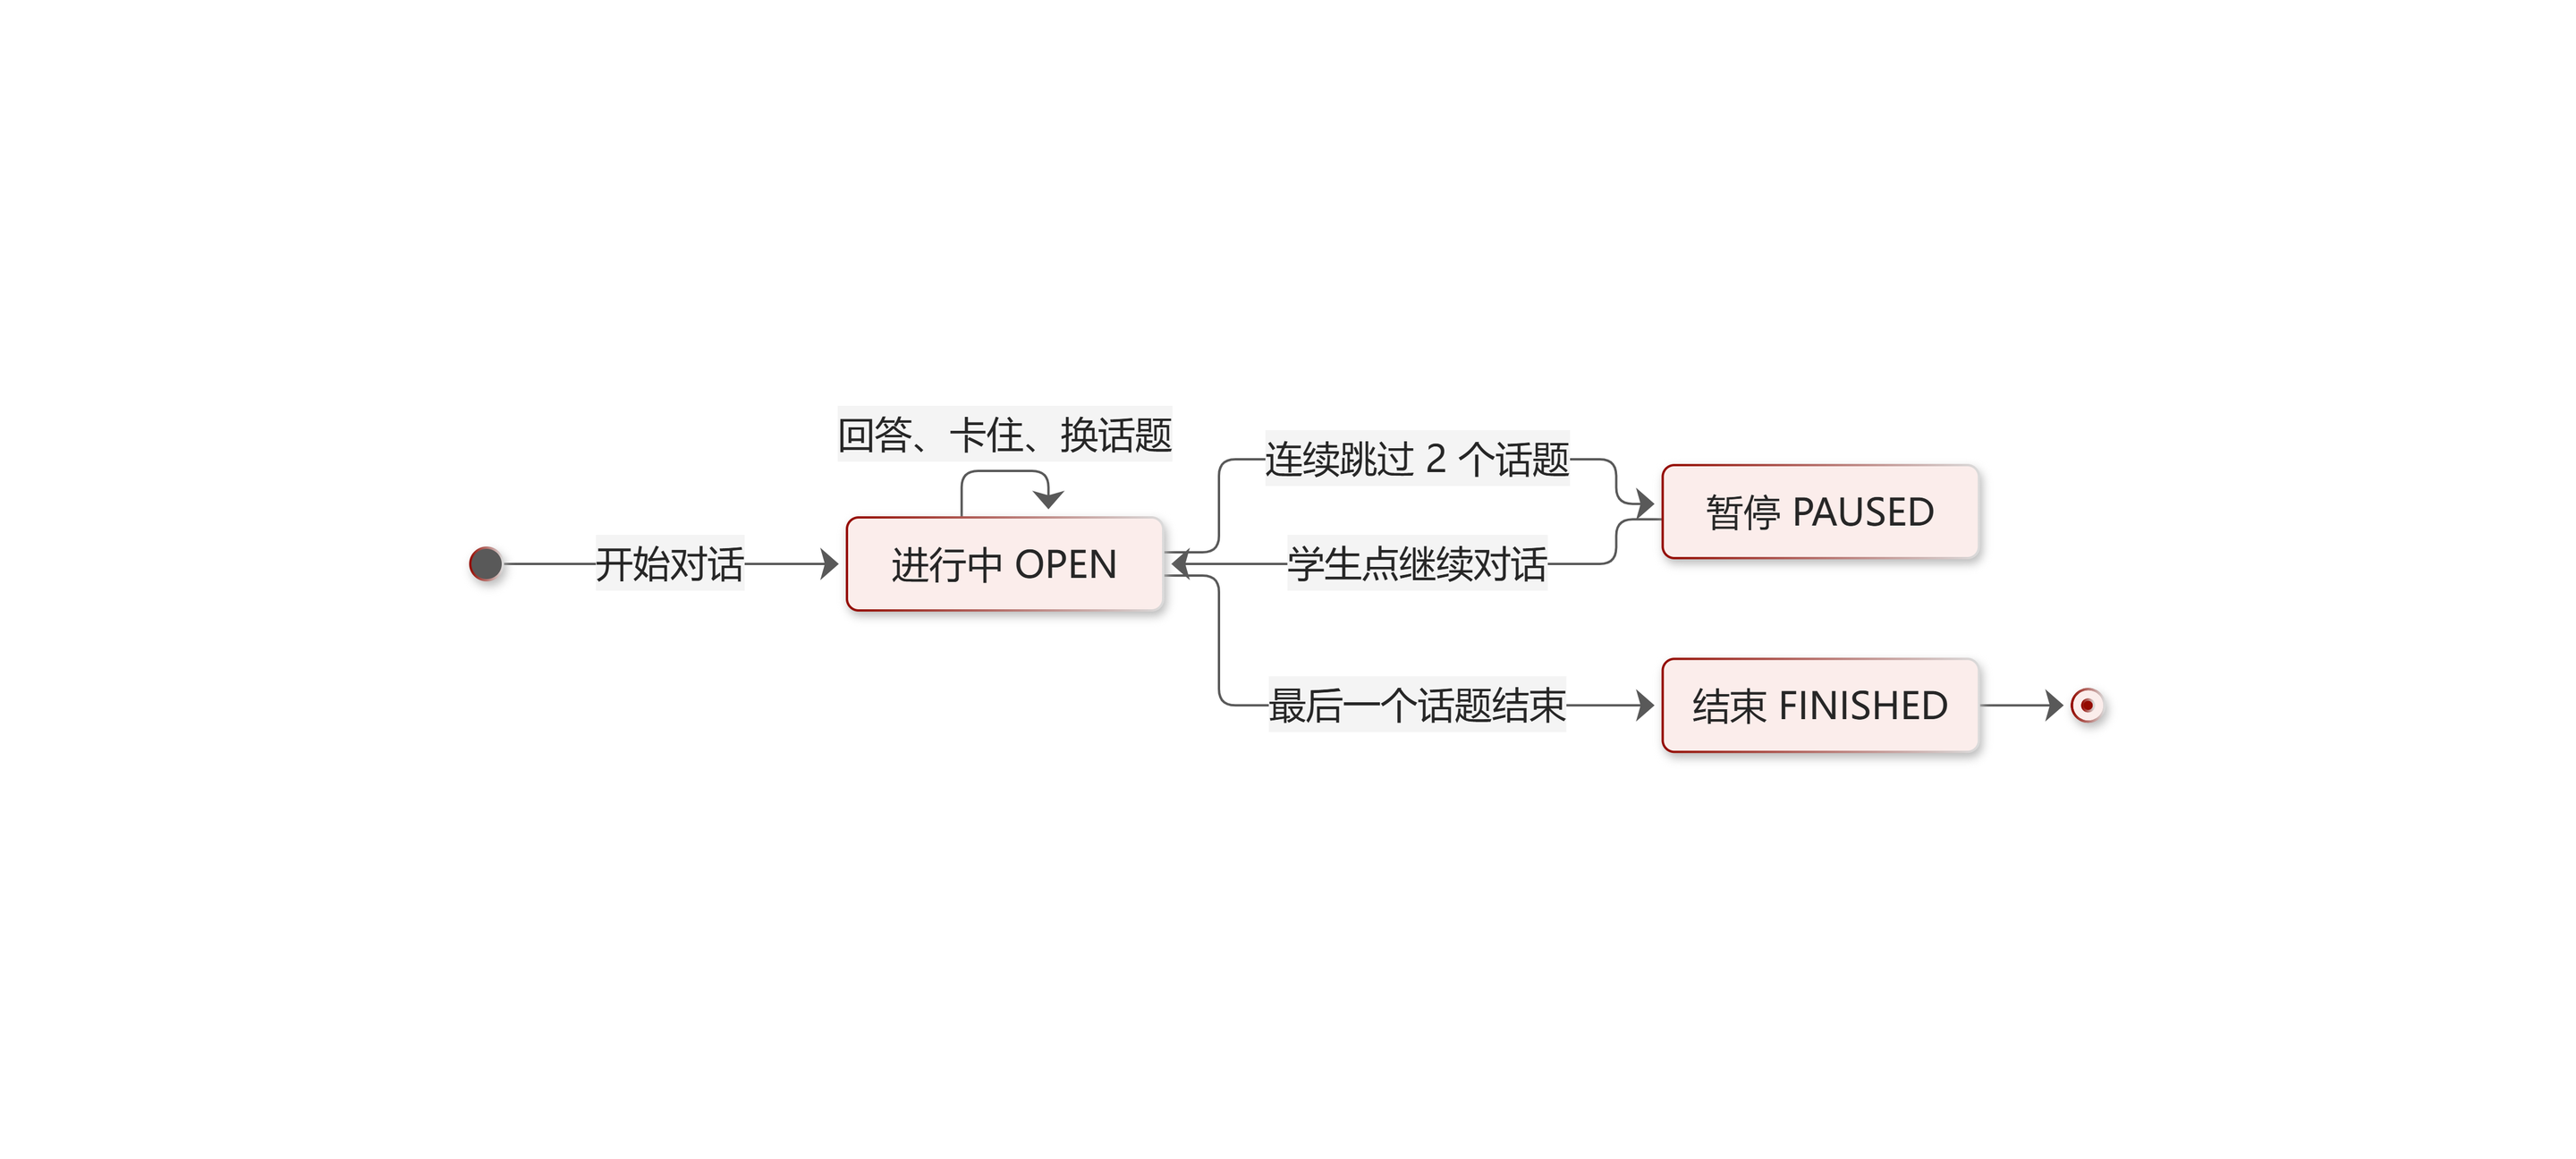 回答、卡住、换话题
连续跳过 2 个话题
暂停 PAUSED
开始对话
进行中 OPEN
学生点继续对话
最后一个话题结束
结束 FINISHED